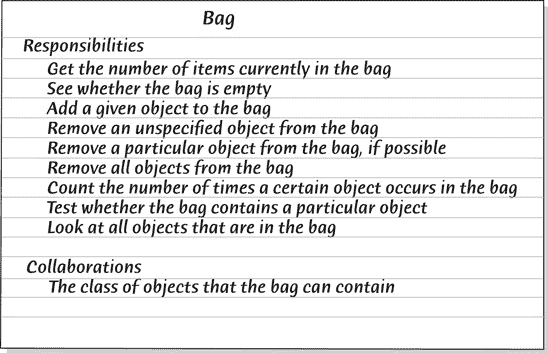 Bag
Responsibilities
Get the number of items currently in the bag
See whether the bag is empty
Add a given object to the bag
Remove an unspecified object from the bag
Remove a particular object from the bag, if possible
Remove all objects from the bag
Count the number of times a certain object occurs in the bag
Test whether the bag contains a particular object
Look at all objects that are in the bag
Collaborations
The class of objects that the bag can contain